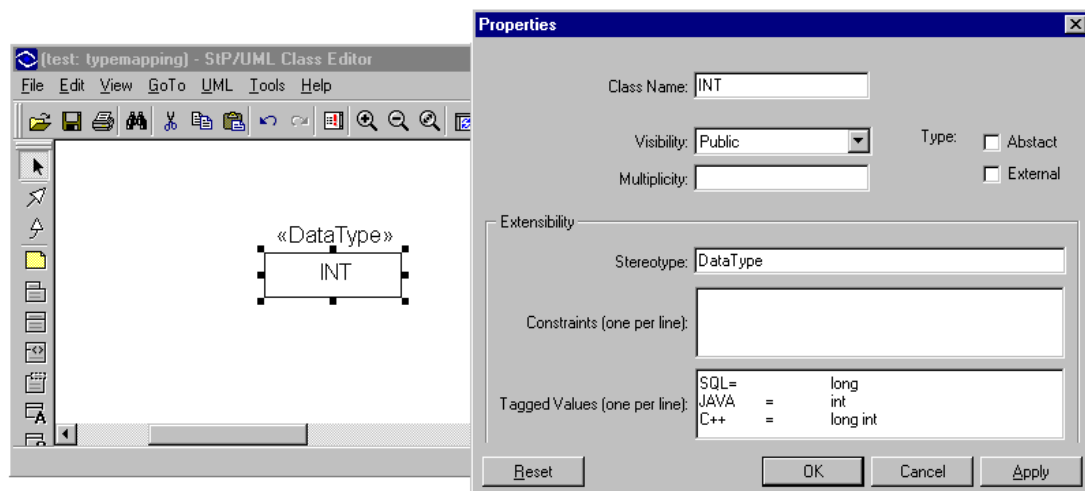 (test: typemapping) - StP/UML Class Editor
File Edit View GoTo UML Tools Help
«DataType»
INT
Properties
Class Name: INT
Visibility: Public Type: Abstact
Multiplicity: External
Extensibility
Stereotype: DataType
Constraints (one per line):
Tagged Values (one per line):
SQL= long
JAVA = int
C++ = long int
Reset OK Cancel Apply